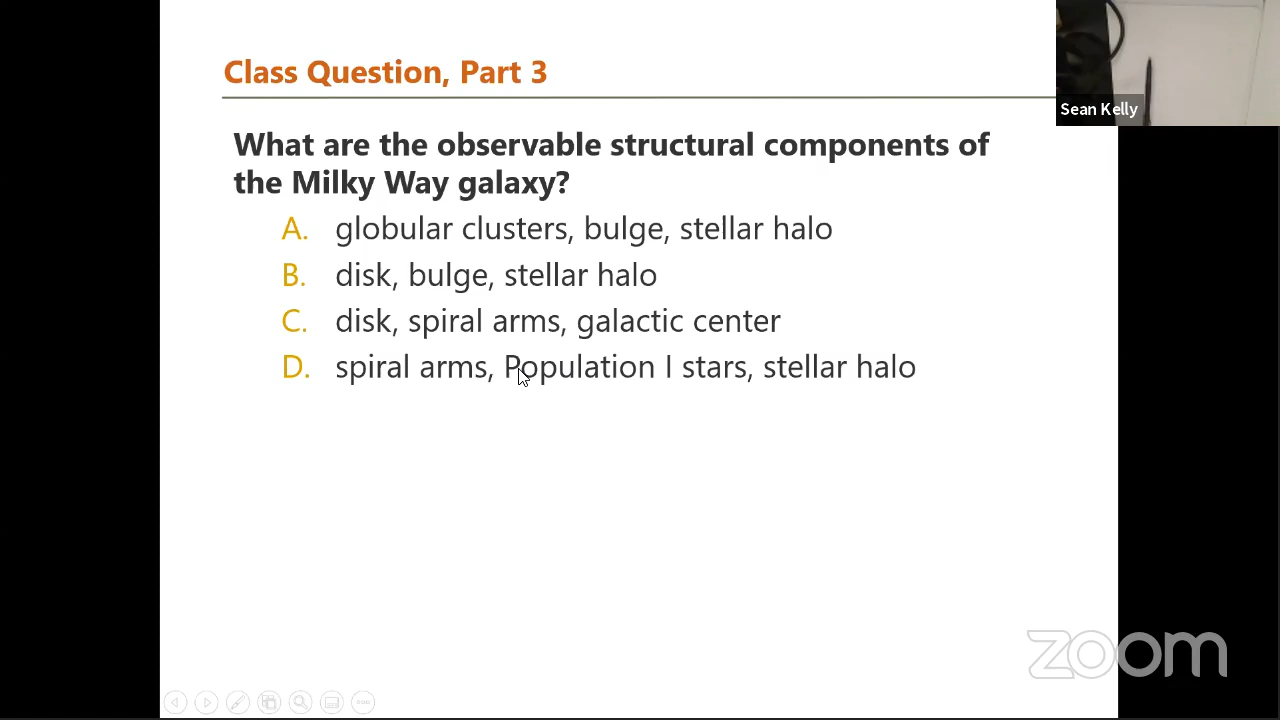 Class Question, Part 3
Sean Kelly
What are the observable structural components of
the Milky Way galaxy?
A. globular clusters, bulge, stellar halo
B. disk, bulge, stellar halo
C. disk, spiral arms, galactic center
D. spiral arms, Population I stars, stellar halo
zoom